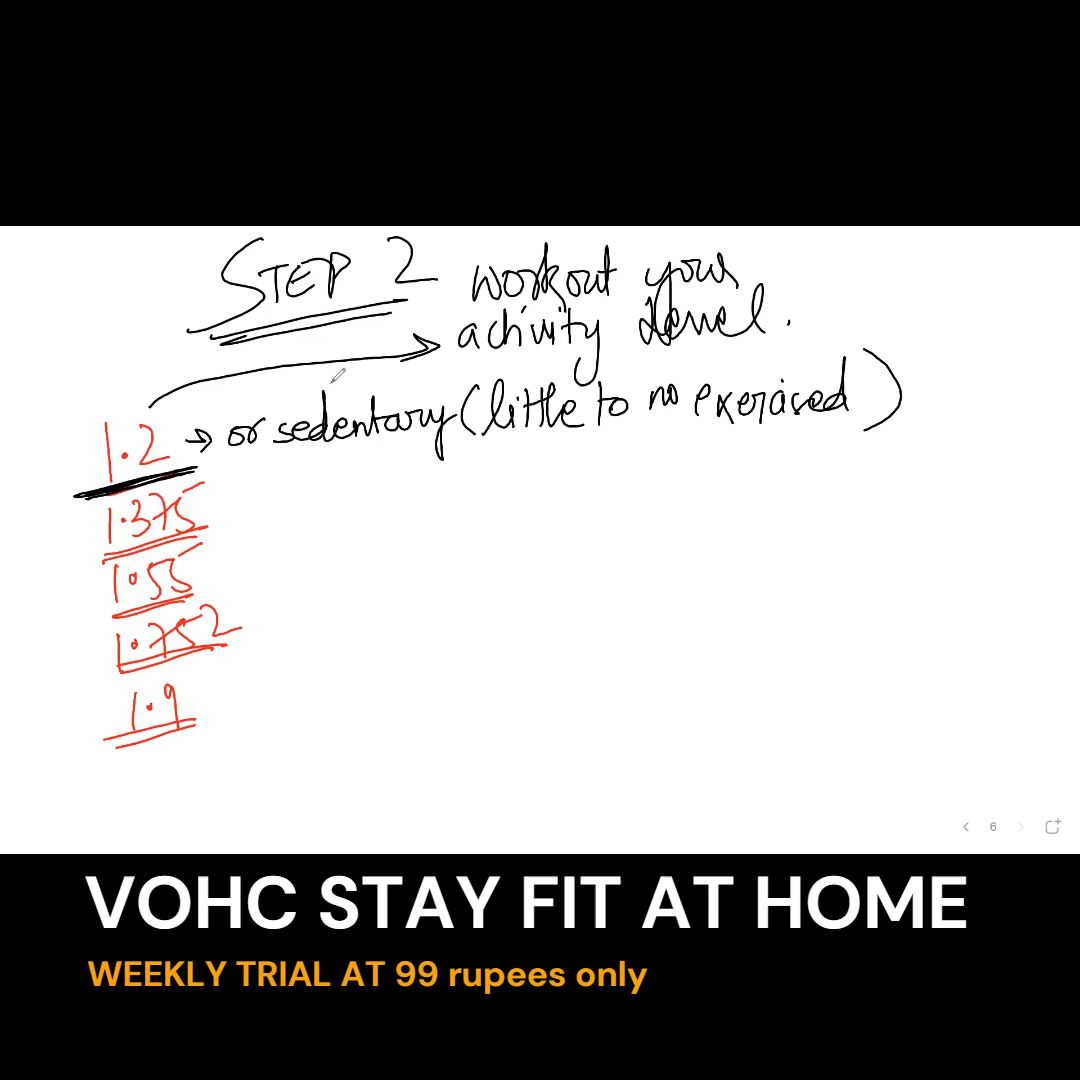 STEP 2 workout your
activity level.
1.2 → or sedentary (little to no exercised)
1.375
1.55
1.752
1.9
6
VOHC STAY FIT AT HOME
WEEKLY TRIAL AT 99 rupees only